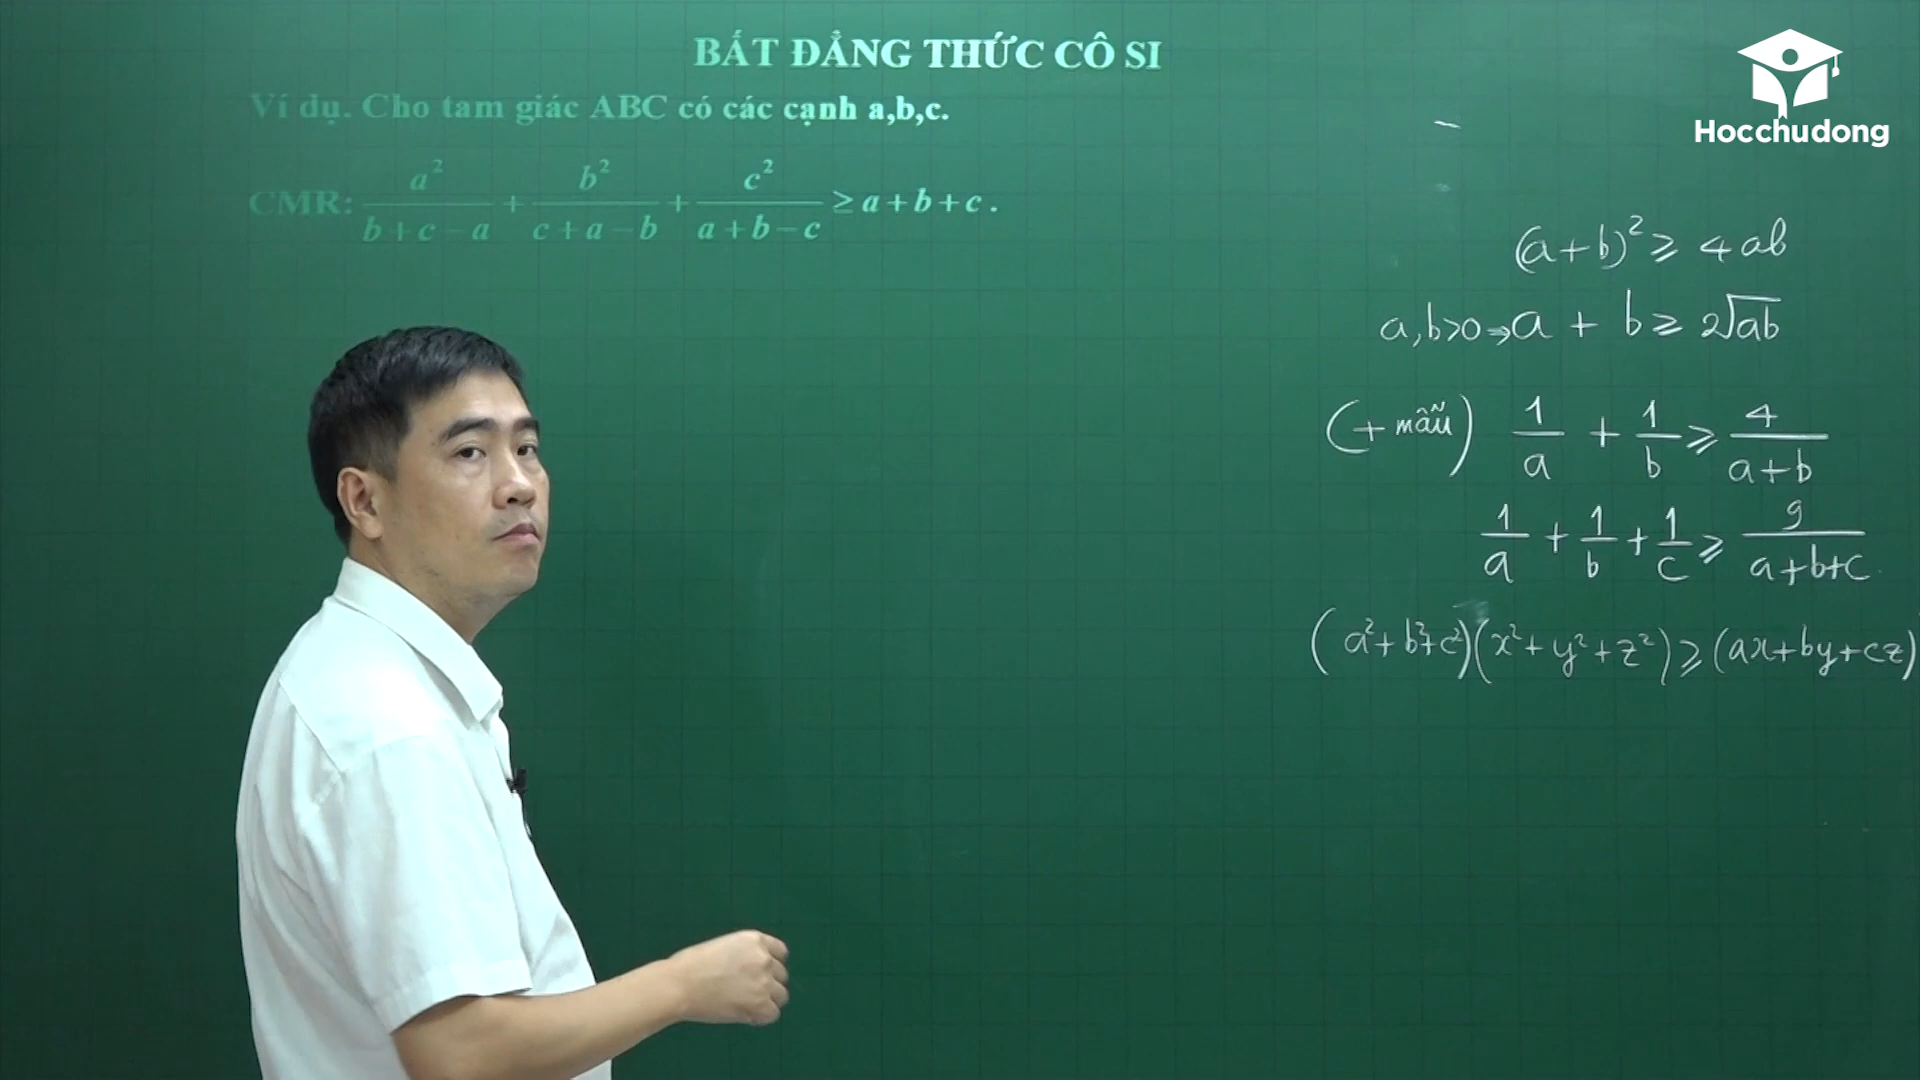 BẤT ĐẲNG THỨC CÔ SI
Ví dụ. Cho tam giác ABC có các cạnh a,b,c.
CMR: a²/(b+c−a) + b²/(c+a−b) + c²/(a+b−c) ≥ a+b+c.
Hocchudong
(a+b)² ≥ 4ab
a,b>0 → a + b ≥ 2√ab
(+ mẫu) 1/a + 1/b ≥ 4/(a+b)
1/a + 1/b + 1/c ≥ 9/(a+b+c)
(a²+b²+c²)(x²+y²+z²) ≥ (ax+by+cz)